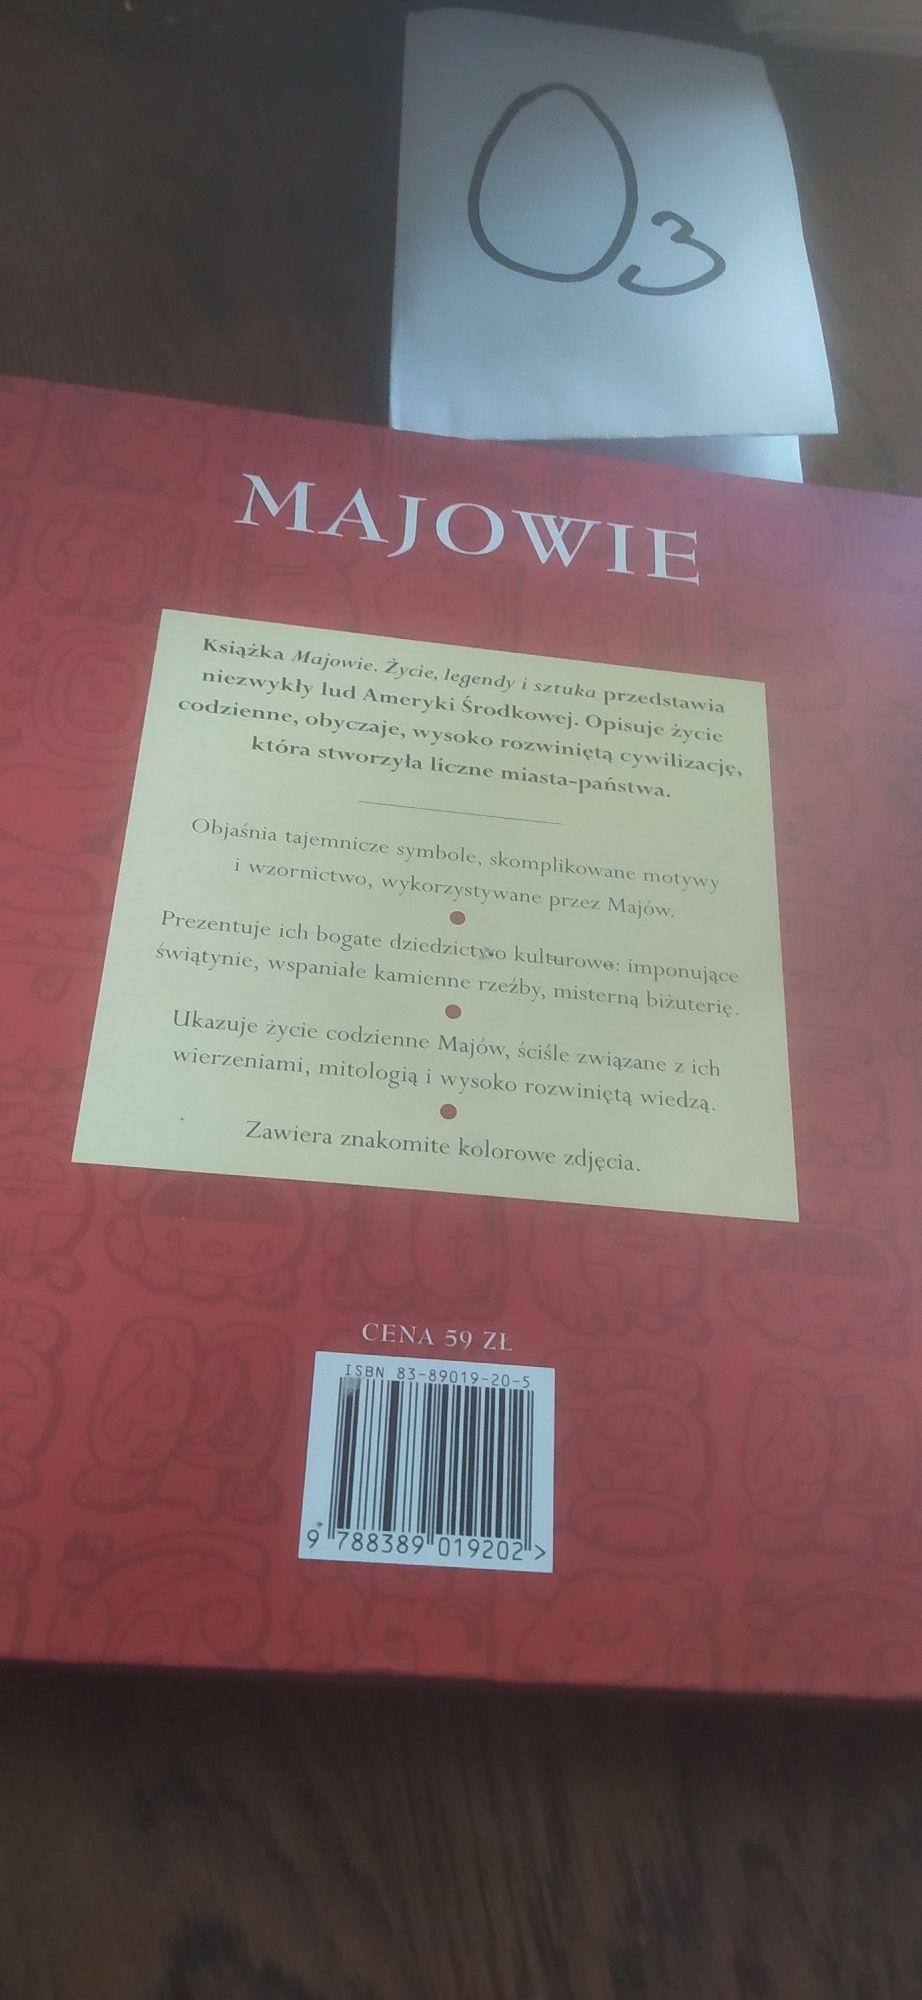 O3
MAJOWIE
Książka Majowie. Życie, legendy i sztuka przedstawia
niezwykły lud Ameryki Środkowej. Opisuje życie
codzienne, obyczaje, wysoko rozwiniętą cywilizację,
która stworzyła liczne miasta-państwa.
Objaśnia tajemnicze symbole, skomplikowane motywy
i wzornictwo, wykorzystywane przez Majów.
Prezentuje ich bogate dziedzictwo kulturowe: imponujące
świątynie, wspaniałe kamienne rzeźby, misterną biżuterię.
Ukazuje życie codzienne Majów, ściśle związane z ich
wierzeniami, mitologią i wysoko rozwiniętą wiedzą.
Zawiera znakomite kolorowe zdjęcia.
CENA 59 ZŁ
ISBN 83-89019-20-5
9 788389 019202 >